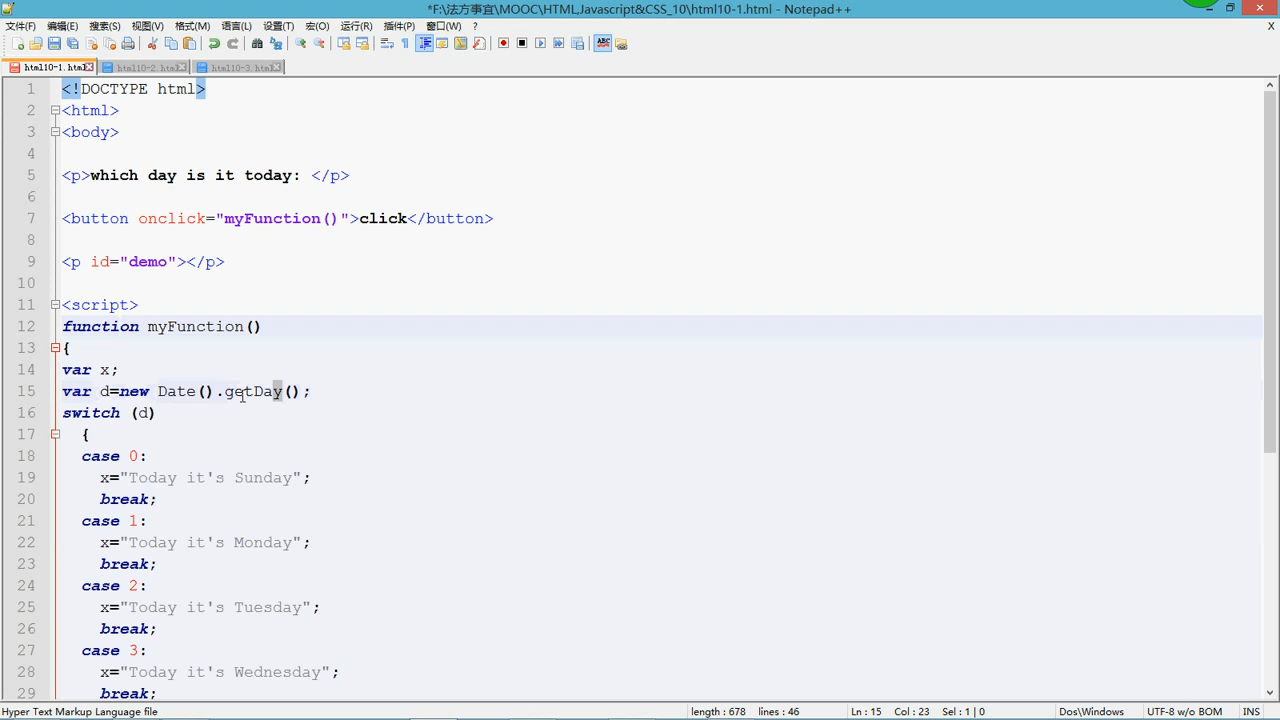 *F:\法方事宜\MOOC\HTMLJavascript&CSS_10\html10-1.html - Notepad++
文件(F) 编辑(E) 搜索(S) 视图(V) 格式(M) 语言(L) 设置(T) 宏(O) 运行(R) 插件(P) 窗口(W) ? X
html10-1.html html10-2.html html10-3.html
1 <!DOCTYPE html>
2 <html>
3 <body>
4
5 <p>which day is it today: </p>
6
7 <button onclick="myFunction()">click</button>
8
9 <p id="demo"></p>
10
11 <script>
12 function myFunction()
13 {
14 var x;
15 var d=new Date().getDay();
16 switch (d)
17 {
18 case 0:
19 x="Today it's Sunday";
20 break;
21 case 1:
22 x="Today it's Monday";
23 break;
24 case 2:
25 x="Today it's Tuesday";
26 break;
27 case 3:
28 x="Today it's Wednesday";
29 break;
Hyper Text Markup Language file length : 678 lines : 46 Ln : 15 Col : 23 Sel : 1 | 0 Dos\Windows UTF-8 w/o BOM INS